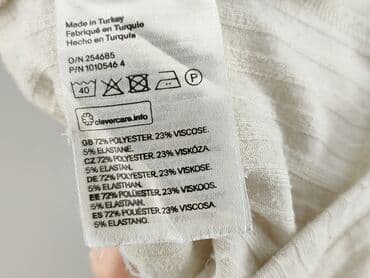 Made in Turkey
Fabriqué en Turquie
Hecho en Turquía
O/N 254685
P/N 1010546 4
40 P
clevercare.info
GB 72% POLYESTER. 23% VISCOSE.
5% ELASTANE.
CZ 72% POLYESTER. 23% VISKÓZA.
5% ELASTAN.
DE 72% POLYESTER. 23% VISKOSE.
5% ELASTHAN.
EE 72% POLÜESTER. 23% VISKOOS.
5% ELASTAAN.
ES 72% POLIÉSTER. 23% VISCOSA.
5% ELASTANO.